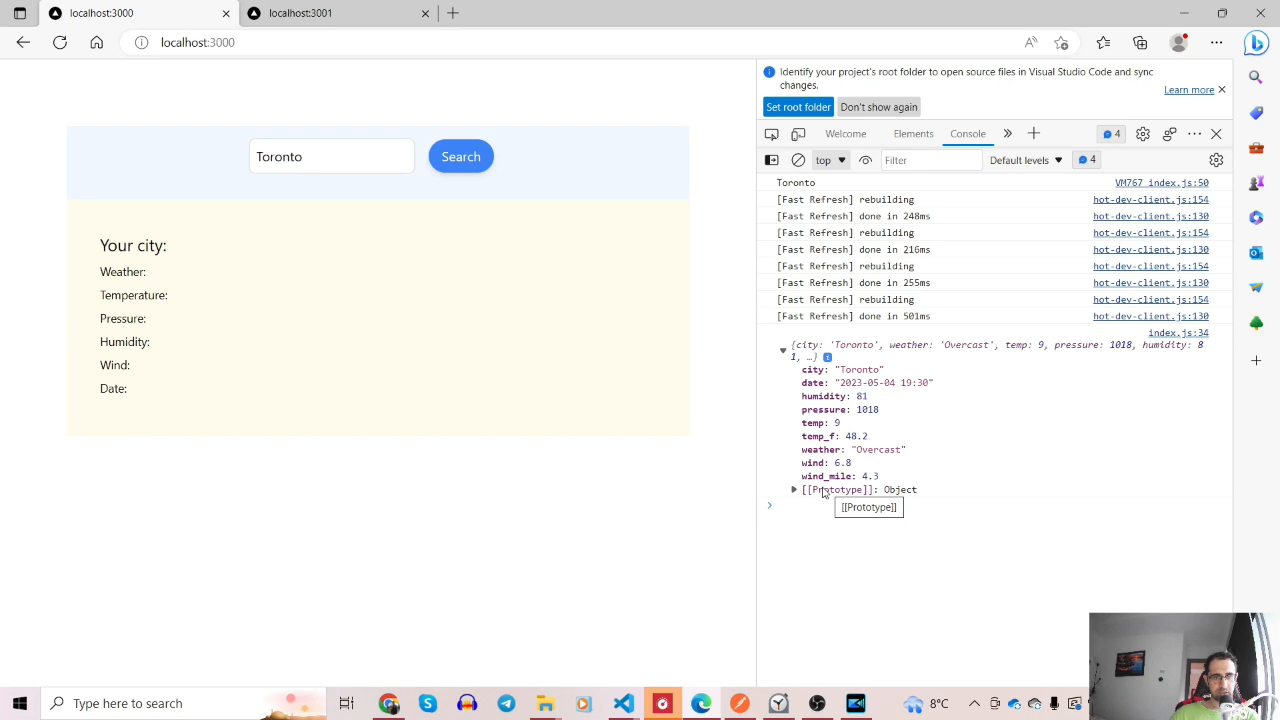 localhost:3000
localhost:3001
localhost:3000
Identify your project's root folder to open source files in Visual Studio Code and sync
changes.
Learn more
Set root folder
Don't show again
Welcome
Elements
Console
4
top
Filter
Default levels
4
Toronto
Search
Your city:
Weather:
Temperature:
Pressure:
Humidity:
Wind:
Date:
Toronto VM767 index.js:50
[Fast Refresh] rebuilding hot-dev-client.js:154
[Fast Refresh] done in 248ms hot-dev-client.js:130
[Fast Refresh] rebuilding hot-dev-client.js:154
[Fast Refresh] done in 216ms hot-dev-client.js:130
[Fast Refresh] rebuilding hot-dev-client.js:154
[Fast Refresh] done in 255ms hot-dev-client.js:130
[Fast Refresh] rebuilding hot-dev-client.js:154
[Fast Refresh] done in 501ms hot-dev-client.js:130
index.js:34
{city: 'Toronto', weather: 'Overcast', temp: 9, pressure: 1018, humidity: 8
1, …}
city: "Toronto"
date: "2023-05-04 19:30"
humidity: 81
pressure: 1018
temp: 9
temp_f: 48.2
weather: "Overcast"
wind: 6.8
wind_mile: 4.3
[[Prototype]]: Object
[[Prototype]]
Type here to search
8°C